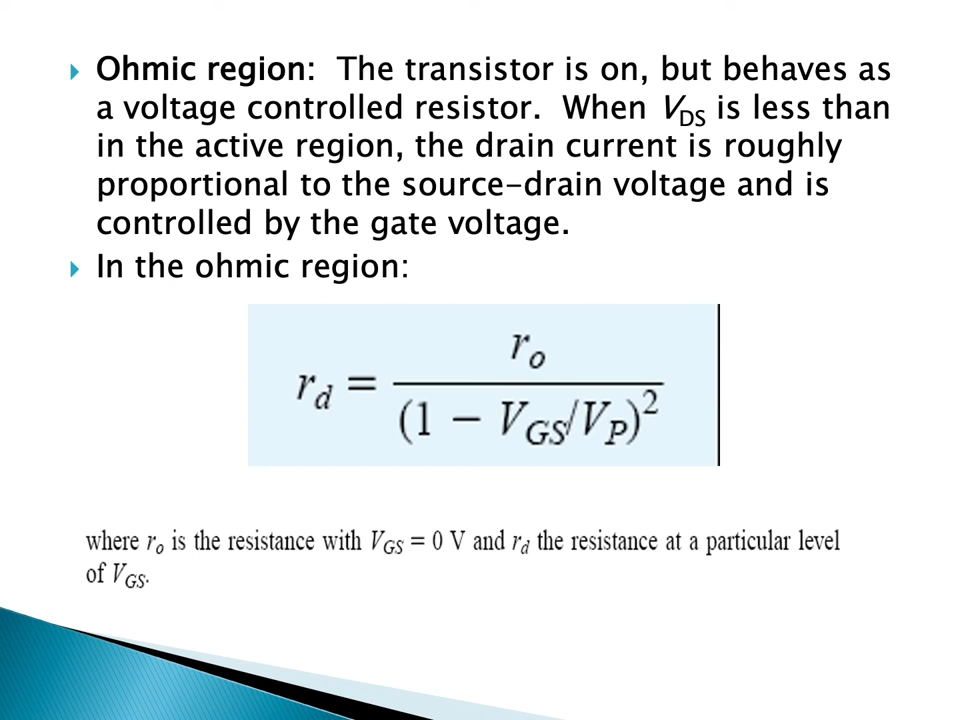 Ohmic region:  The transistor is on, but behaves as
a voltage controlled resistor.  When VDS is less than
in the active region, the drain current is roughly
proportional to the source-drain voltage and is
controlled by the gate voltage.
In the ohmic region:
rd = ro / (1 − VGS/VP)²
where ro is the resistance with VGS = 0 V and rd the resistance at a particular level
of VGS.